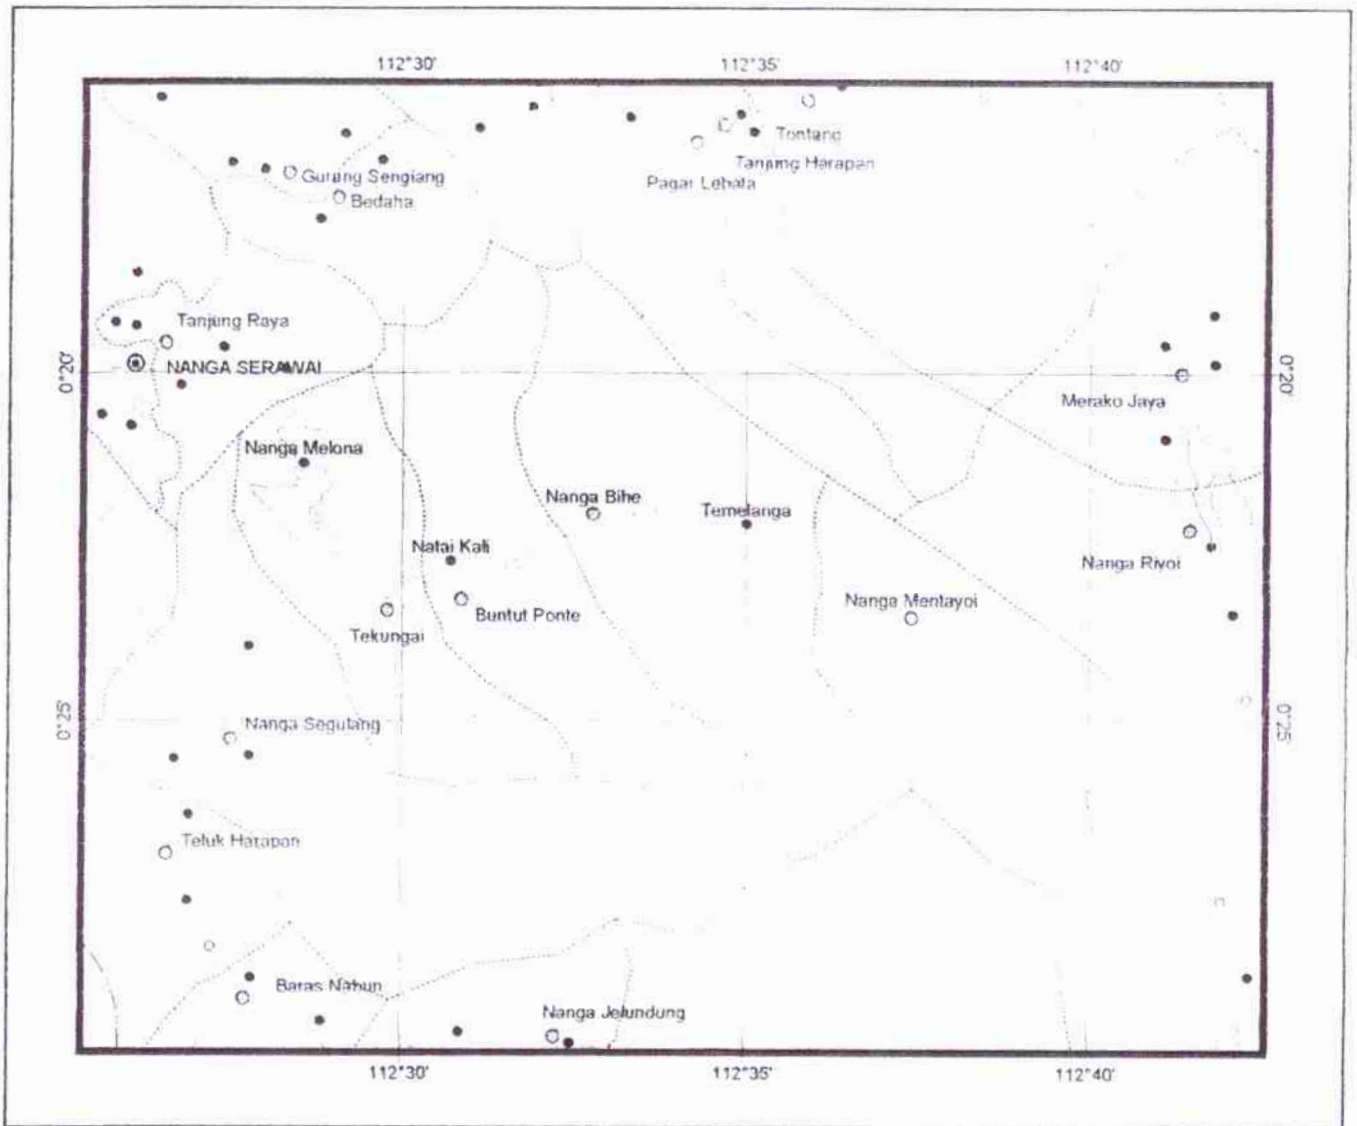 112°30'
112°35'
112°40'
Tontang
Tanjung Harapan
Pagar Lebata
Gurung Sengiang
Bedaha
Tanjung Raya
0°20'
NANGA SERAWAI
0°20'
Merako Jaya
Nanga Melona
Nanga Bihe
Temelanga
Natai Kali
Nanga Rivoi
Nanga Mentayoi
Buntut Ponte
Tekungai
0°25'
Nanga Segulang
0°25'
Teluk Harapan
Baras Nabun
Nanga Jelundung
112°30'
112°35'
112°40'